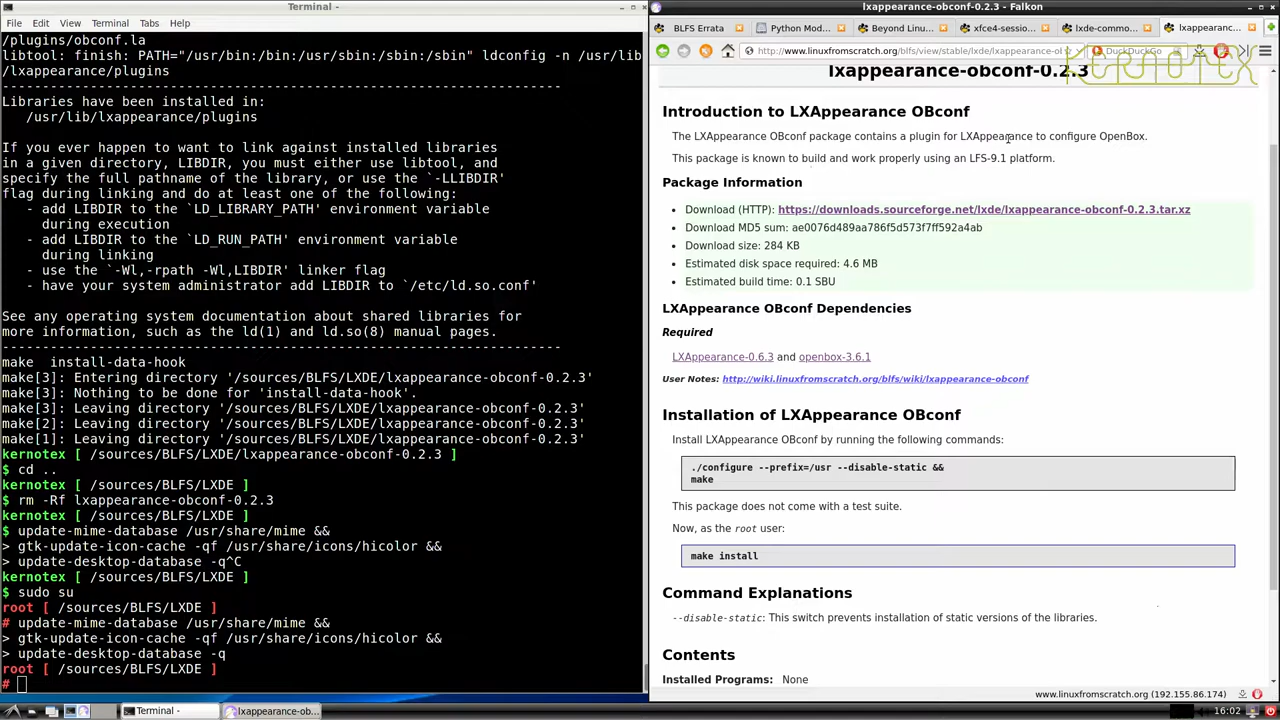 Terminal -
File Edit View Terminal Tabs Help
/plugins/obconf.la
libtool: finish: PATH="/usr/bin:/bin:/usr/sbin:/sbin:/sbin" ldconfig -n /usr/lib
/lxappearance/plugins
----------------------------------------------------------------------
Libraries have been installed in:
/usr/lib/lxappearance/plugins
If you ever happen to want to link against installed libraries
in a given directory, LIBDIR, you must either use libtool, and
specify the full pathname of the library, or use the `-LLIBDIR'
flag during linking and do at least one of the following:
- add LIBDIR to the `LD_LIBRARY_PATH' environment variable
during execution
- add LIBDIR to the `LD_RUN_PATH' environment variable
during linking
- use the `-Wl,-rpath -Wl,LIBDIR' linker flag
- have your system administrator add LIBDIR to `/etc/ld.so.conf'
See any operating system documentation about shared libraries for
more information, such as the ld(1) and ld.so(8) manual pages.
----------------------------------------------------------------------
make  install-data-hook
make[3]: Entering directory '/sources/BLFS/LXDE/lxappearance-obconf-0.2.3'
make[3]: Nothing to be done for 'install-data-hook'.
make[3]: Leaving directory '/sources/BLFS/LXDE/lxappearance-obconf-0.2.3'
make[2]: Leaving directory '/sources/BLFS/LXDE/lxappearance-obconf-0.2.3'
make[1]: Leaving directory '/sources/BLFS/LXDE/lxappearance-obconf-0.2.3'
kernotex [ /sources/BLFS/LXDE/lxappearance-obconf-0.2.3 ]
$ cd ..
kernotex [ /sources/BLFS/LXDE ]
$ rm -Rf lxappearance-obconf-0.2.3
kernotex [ /sources/BLFS/LXDE ]
$ update-mime-database /usr/share/mime &&
> gtk-update-icon-cache -qf /usr/share/icons/hicolor &&
> update-desktop-database -q^C
kernotex [ /sources/BLFS/LXDE ]
$ sudo su
root [ /sources/BLFS/LXDE ]
# update-mime-database /usr/share/mime &&
> gtk-update-icon-cache -qf /usr/share/icons/hicolor &&
> update-desktop-database -q
root [ /sources/BLFS/LXDE ]
#
lxappearance-obconf-0.2.3 - Falkon
BLFS Errata Python Mod... Beyond Linu... xfce4-sessio... lxde-commo... lxappearanc...
http://www.linuxfromscratch.org/blfs/view/stable/lxde/lxappearance-ol DuckDuckGo
KERNOTEX
lxappearance-obconf-0.2.3
Introduction to LXAppearance OBconf
The LXAppearance OBconf package contains a plugin for LXAppearance to configure OpenBox.
This package is known to build and work properly using an LFS-9.1 platform.
Package Information
• Download (HTTP): https://downloads.sourceforge.net/lxde/lxappearance-obconf-0.2.3.tar.xz
• Download MD5 sum: ae0076d489aa786f5d573f7ff592a4ab
• Download size: 284 KB
• Estimated disk space required: 4.6 MB
• Estimated build time: 0.1 SBU
LXAppearance OBconf Dependencies
Required
LXAppearance-0.6.3 and openbox-3.6.1
User Notes: http://wiki.linuxfromscratch.org/blfs/wiki/lxappearance-obconf
Installation of LXAppearance OBconf
Install LXAppearance OBconf by running the following commands:
./configure --prefix=/usr --disable-static &&
make
This package does not come with a test suite.
Now, as the root user:
make install
Command Explanations
--disable-static: This switch prevents installation of static versions of the libraries.
Contents
Installed Programs: None
www.linuxfromscratch.org (192.155.86.174)
Terminal - lxappearance-ob... 16:02